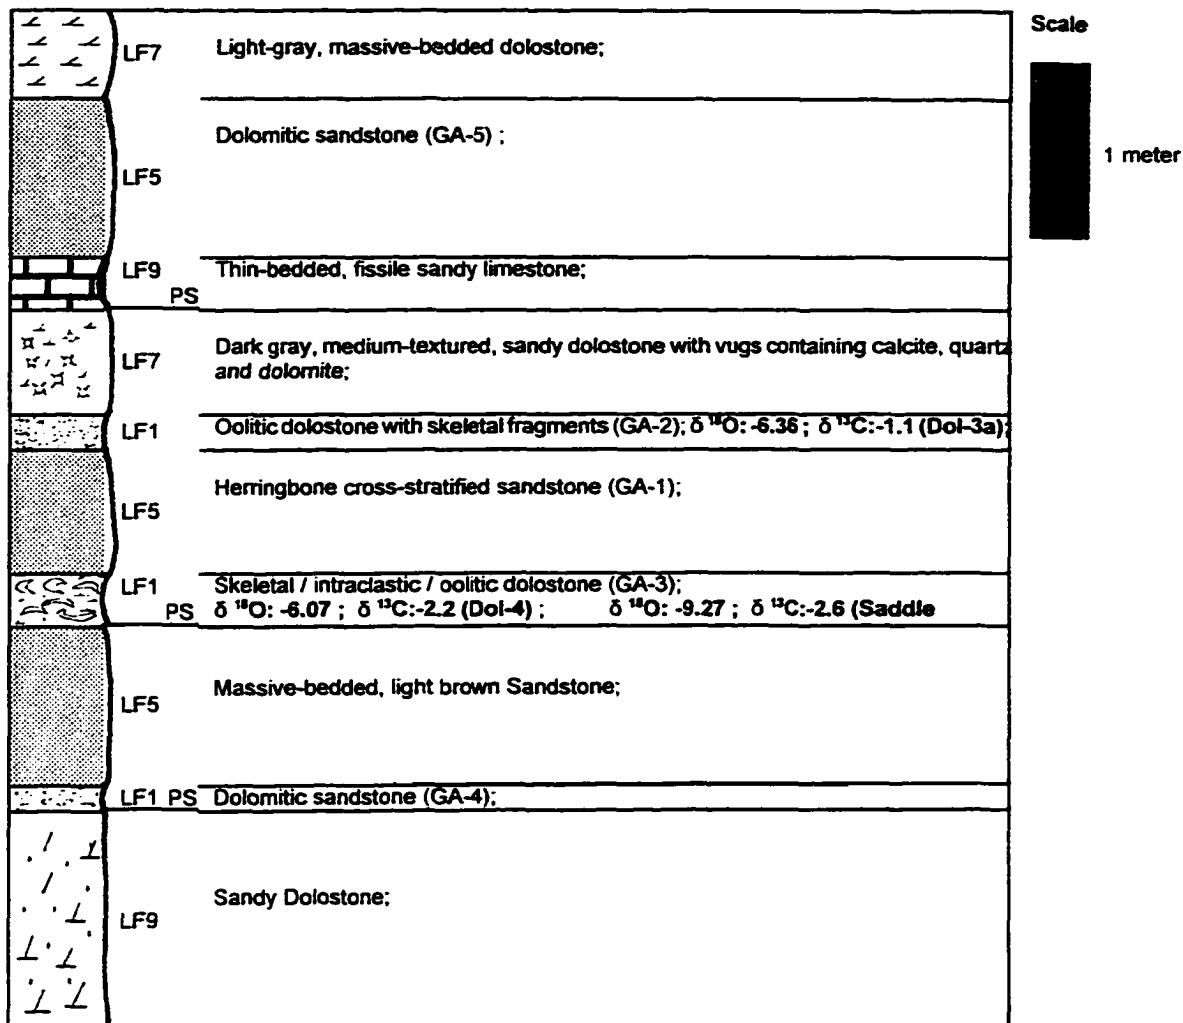 Scale
1 meter
LF7 Light-gray, massive-bedded dolostone;
Dolomitic sandstone (GA-5) ;
LF5
LF9 Thin-bedded, fissile sandy limestone;
PS
LF7 Dark gray, medium-textured, sandy dolostone with vugs containing calcite, quartz
and dolomite;
LF1 Oolitic dolostone with skeletal fragments (GA-2); δ ¹⁸O: -6.36 ; δ ¹³C:-1.1 (Dol-3a);
Herringbone cross-stratified sandstone (GA-1);
LF5
LF1 Skeletal / intraclastic / oolitic dolostone (GA-3);
PS δ ¹⁸O: -6.07 ; δ ¹³C:-2.2 (Dol-4) ; δ ¹⁸O: -9.27 ; δ ¹³C:-2.6 (Saddle
Massive-bedded, light brown Sandstone;
LF5
LF1 PS Dolomitic sandstone (GA-4);
Sandy Dolostone;
LF9